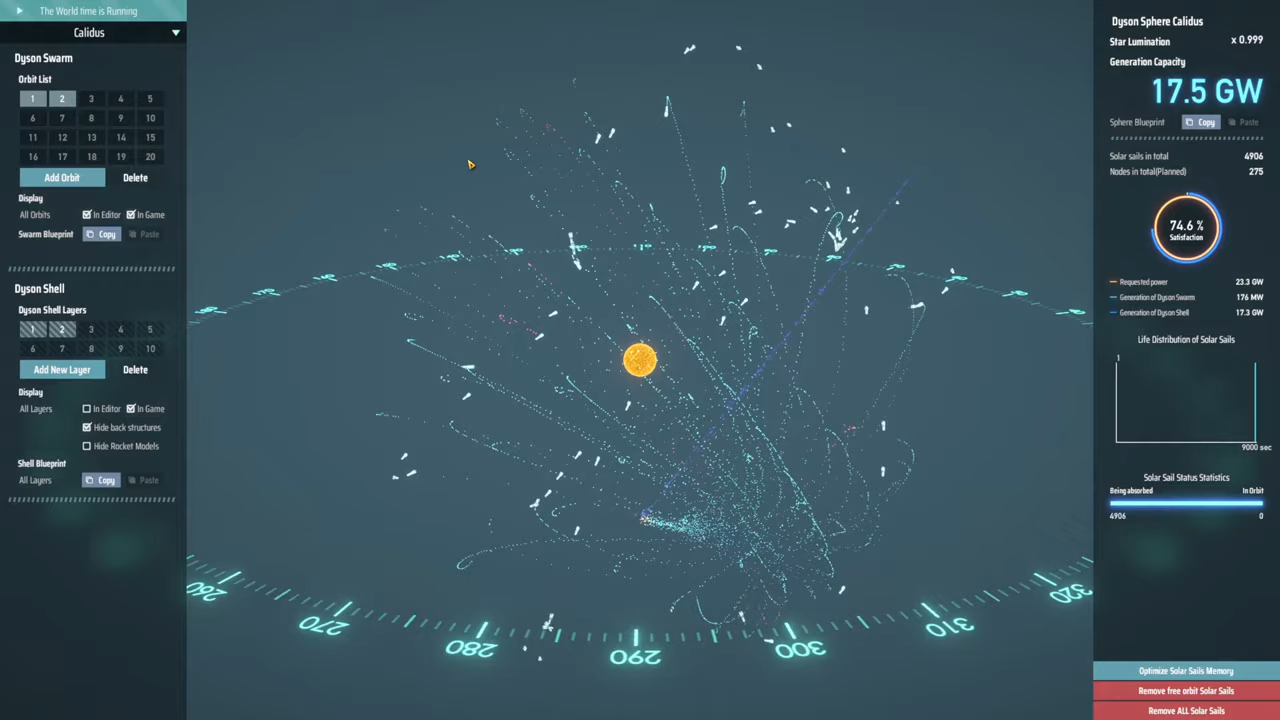 The World time is Running
Calidus
Dyson Swarm
Orbit List
1 2 3 4 5
6 7 8 9 10
11 12 13 14 15
16 17 18 19 20
Add Orbit Delete
Display
All Orbits In Editor In Game
Swarm Blueprint Copy Paste
Dyson Shell
Dyson Shell Layers
1 2 3 4 5
6 7 8 9 10
Add New Layer Delete
Display
All Layers In Editor In Game
Hide back structures
Hide Rocket Models
Shell Blueprint
All Layers Copy Paste
260 270 280 290 300 310 320
Dyson Sphere Calidus
Star Lumination x 0.999
Generation Capacity
17.5 GW
Sphere Blueprint Copy Paste
Solar sails in total 4906
Nodes in total(Planned) 275
74.6 %
Satisfaction
Requested power 23.3 GW
Generation of Dyson Swarm 176 MW
Generation of Dyson Shell 17.3 GW
Life Distribution of Solar Sails
1
9000 sec
Solar Sail Status Statistics
Being absorbed In Orbit
4906 0
Optimize Solar Sails Memory
Remove free orbit Solar Sails
Remove ALL Solar Sails